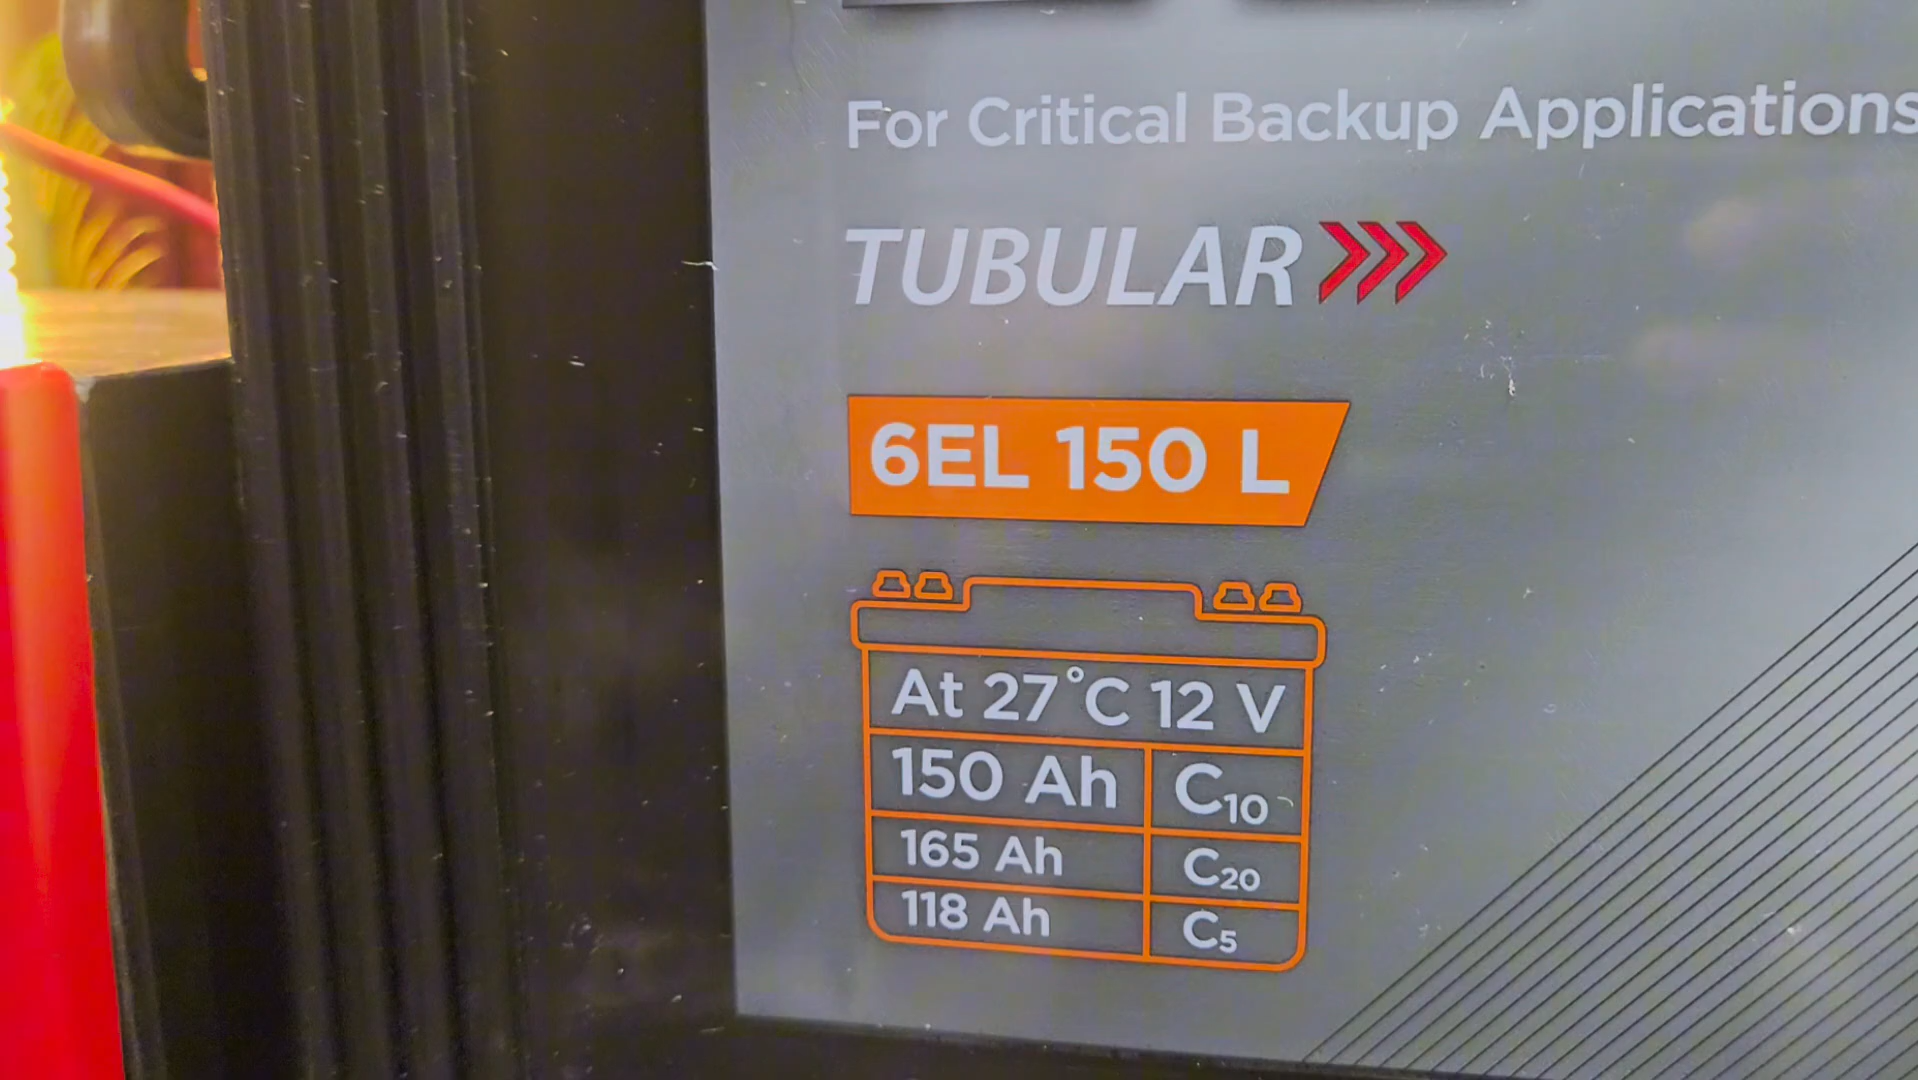 For Critical Backup Applications
TUBULAR
6EL 150 L
At 27°C 12 V
150 Ah C₁₀
165 Ah C₂₀
118 Ah C₅